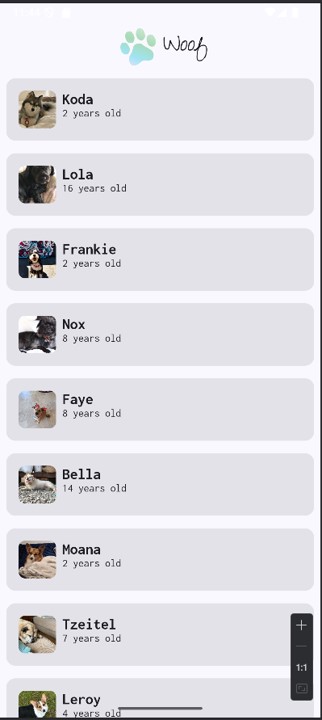 Woof
Koda
2 years old
Lola
16 years old
Frankie
2 years old
Nox
8 years old
Faye
8 years old
Bella
14 years old
Moana
2 years old
Tzeitel
7 years old
Leroy
4 years old
1:1